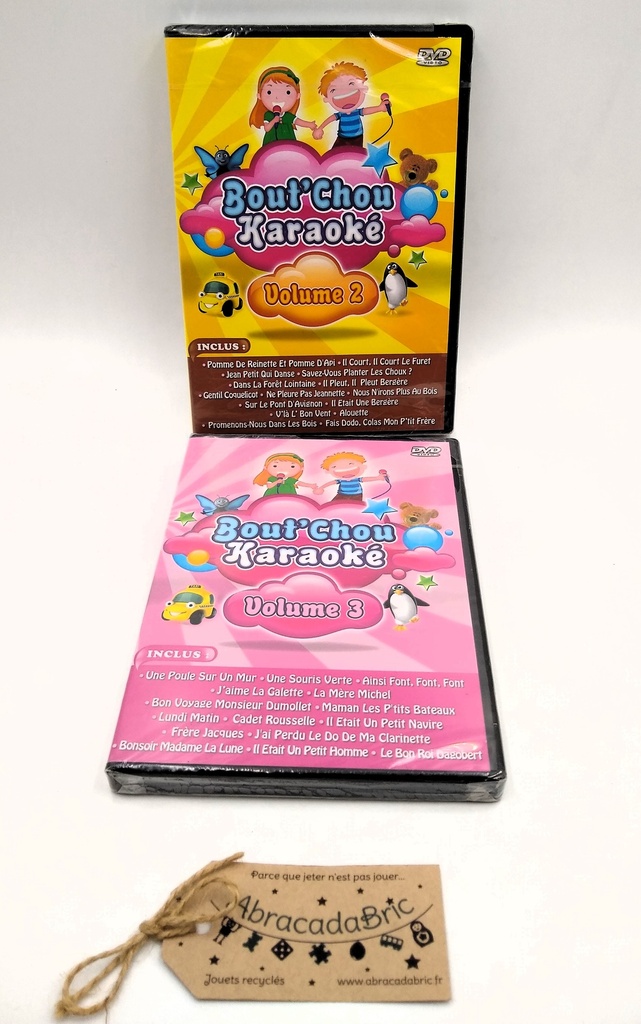 DVD
VIDEO
Bout'Chou
Karaoké
Volume 2
INCLUS :
• Pomme De Reinette Et Pomme D'Api • Il Court, Il Court Le Furet
• Jean Petit Qui Danse • Savez-Vous Planter Les Choux ?
• Dans La Forêt Lointaine • Il Pleut, Il Pleut Bergère
• Gentil Coquelicot • Ne Pleure Pas Jeannette • Nous N'irons Plus Au Bois
• Sur Le Pont D'Avignon • Il Etait Une Bergère
• V'là L' Bon Vent • Alouette
• Promenons-Nous Dans Les Bois • Fais Dodo, Colas Mon P'tit Frère
DVD
Bout'Chou
Karaoké
Volume 3
INCLUS :
• Une Poule Sur Un Mur • Une Souris Verte • Ainsi Font, Font, Font
• J'aime La Galette • La Mère Michel
• Bon Voyage Monsieur Dumollet • Maman Les P'tits Bateaux
• Lundi Matin • Cadet Rousselle • Il Etait Un Petit Navire
• Frère Jacques • J'ai Perdu Le Do De Ma Clarinette
• Bonsoir Madame La Lune • Il Etait Un Petit Homme • Le Bon Roi Dagobert
Parce que jeter n'est pas jouer...
AbracadaBric
Jouets recyclés
www.abracadabric.fr